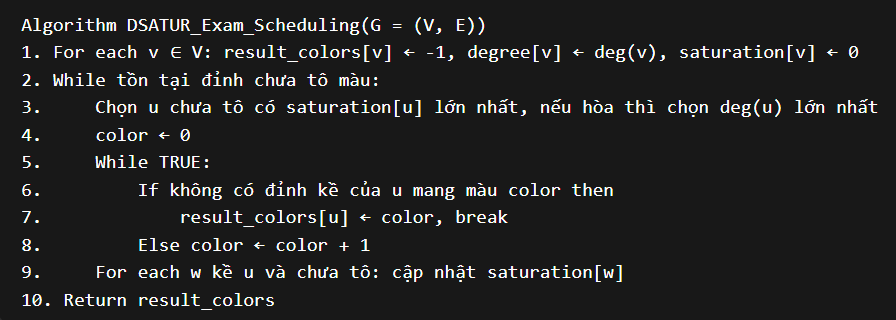 Algorithm DSATUR_Exam_Scheduling(G = (V, E))
1. For each v ∈ V: result_colors[v] ← -1, degree[v] ← deg(v), saturation[v] ← 0
2. While tồn tại đỉnh chưa tô màu:
3.     Chọn u chưa tô có saturation[u] lớn nhất, nếu hòa thì chọn deg(u) lớn nhất
4.     color ← 0
5.     While TRUE:
6.         If không có đỉnh kề của u mang màu color then
7.             result_colors[u] ← color, break
8.         Else color ← color + 1
9.     For each w kề u và chưa tô: cập nhật saturation[w]
10. Return result_colors